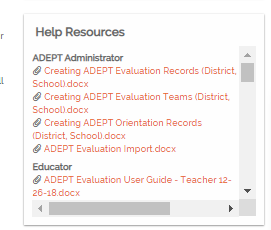 r
Help Resources
ADEPT Administrator
Creating ADEPT Evaluation Records (District,
School).docx
Creating ADEPT Evaluation Teams (District,
School).docx
Creating ADEPT Orientation Records
(District, School).docx
ADEPT Evaluation Import.docx
ll
Educator
ADEPT Evaluation User Guide - Teacher 12-
26-18.docx